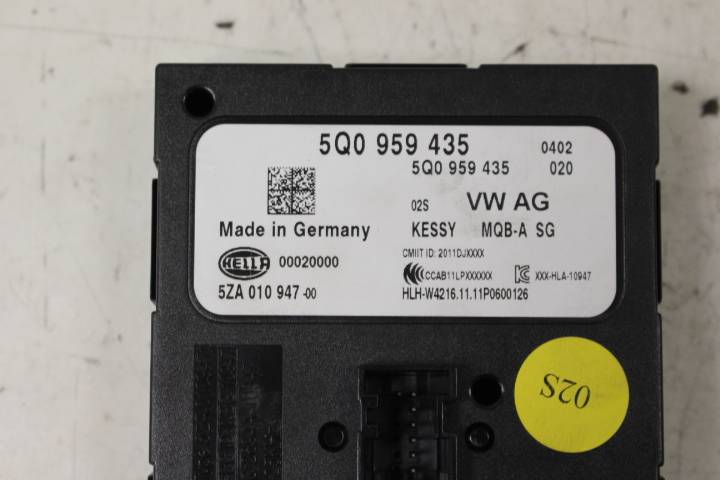 5Q0 959 435 0402
5Q0 959 435 020
02S VW AG
Made in Germany KESSY MQB-A SG
CMIIT ID: 2011DJXXXX
HELLA 00020000
CCAB11LPXXXXXX XXX-HLA-10947
5ZA 010 947-00 HLH-W4216.11.11P0600126
02S